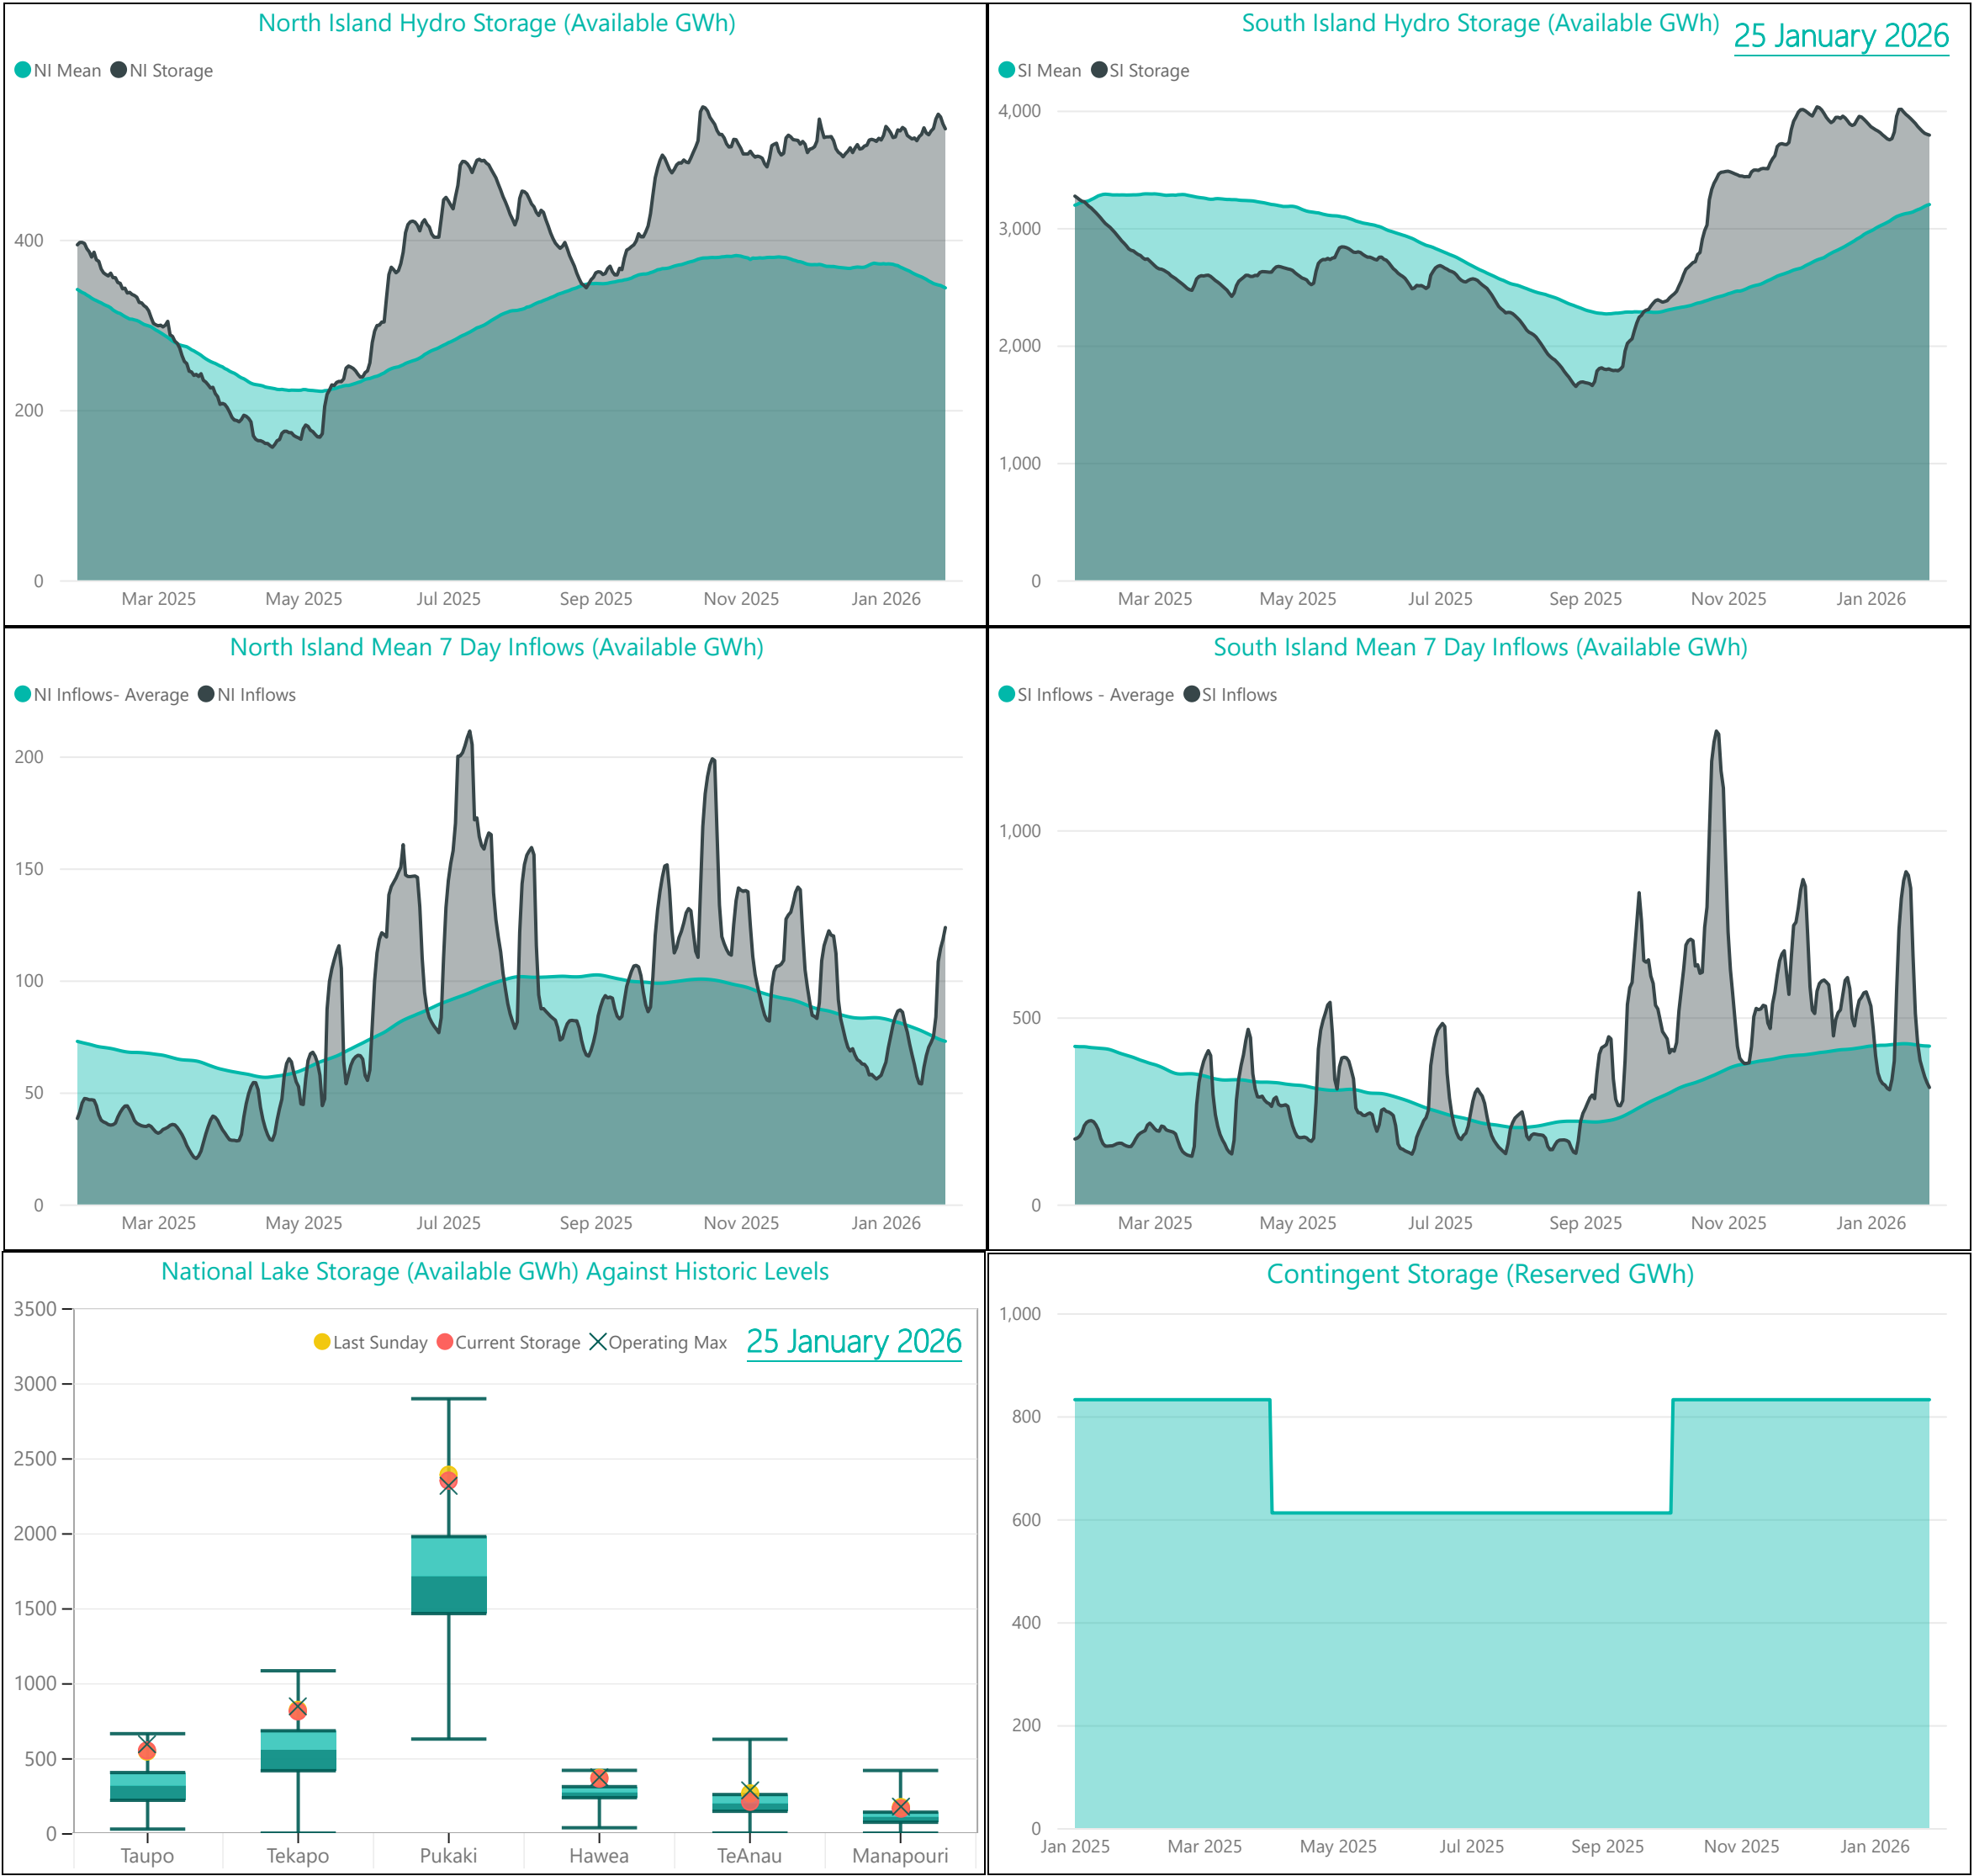 North Island Hydro Storage (Available GWh)
NI Mean NI Storage
400
200
0
Mar 2025 May 2025 Jul 2025 Sep 2025 Nov 2025 Jan 2026
South Island Hydro Storage (Available GWh)
25 January 2026
SI Mean SI Storage
4,000
3,000
2,000
1,000
0
Mar 2025 May 2025 Jul 2025 Sep 2025 Nov 2025 Jan 2026
North Island Mean 7 Day Inflows (Available GWh)
NI Inflows- Average NI Inflows
200
150
100
50
0
Mar 2025 May 2025 Jul 2025 Sep 2025 Nov 2025 Jan 2026
South Island Mean 7 Day Inflows (Available GWh)
SI Inflows - Average SI Inflows
1,000
500
0
Mar 2025 May 2025 Jul 2025 Sep 2025 Nov 2025 Jan 2026
National Lake Storage (Available GWh) Against Historic Levels
Last Sunday Current Storage Operating Max 25 January 2026
3500
3000
2500
2000
1500
1000
500
0
Taupo Tekapo Pukaki Hawea TeAnau Manapouri
Contingent Storage (Reserved GWh)
1,000
800
600
400
200
0
Jan 2025 Mar 2025 May 2025 Jul 2025 Sep 2025 Nov 2025 Jan 2026